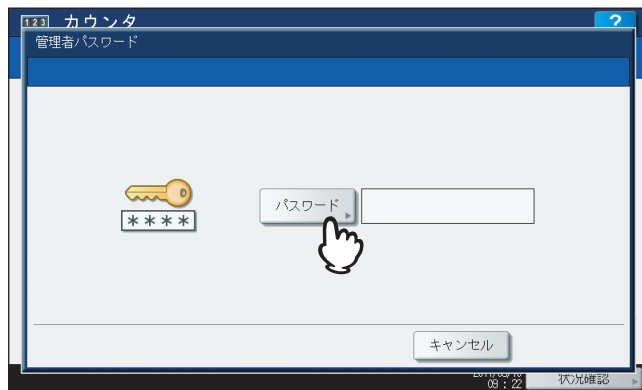 123 カウンタ ?
管理者パスワード
パスワード
****
キャンセル
09 : 22 状況確認